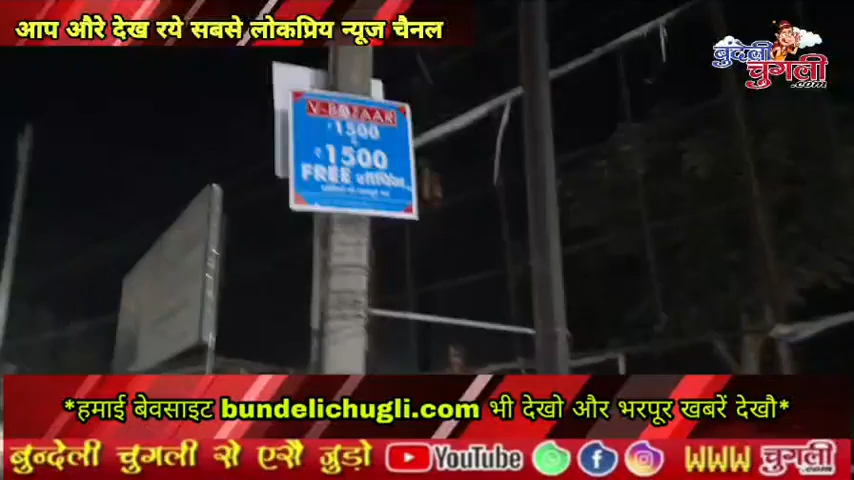 आप औरे देख रये सबसे लोकप्रिय न्यूज चैनल
बुन्देली
चुगली
.com
V-BAZAAR
₹1500
₹1500
FREE शॉपिंग
*हमाई बेवसाइट bundelichugli.com भी देखो और भरपूर खबरें देखौ*
बुन्देली चुगली से एसै जुड़ो YouTube WWW चुगली
.com